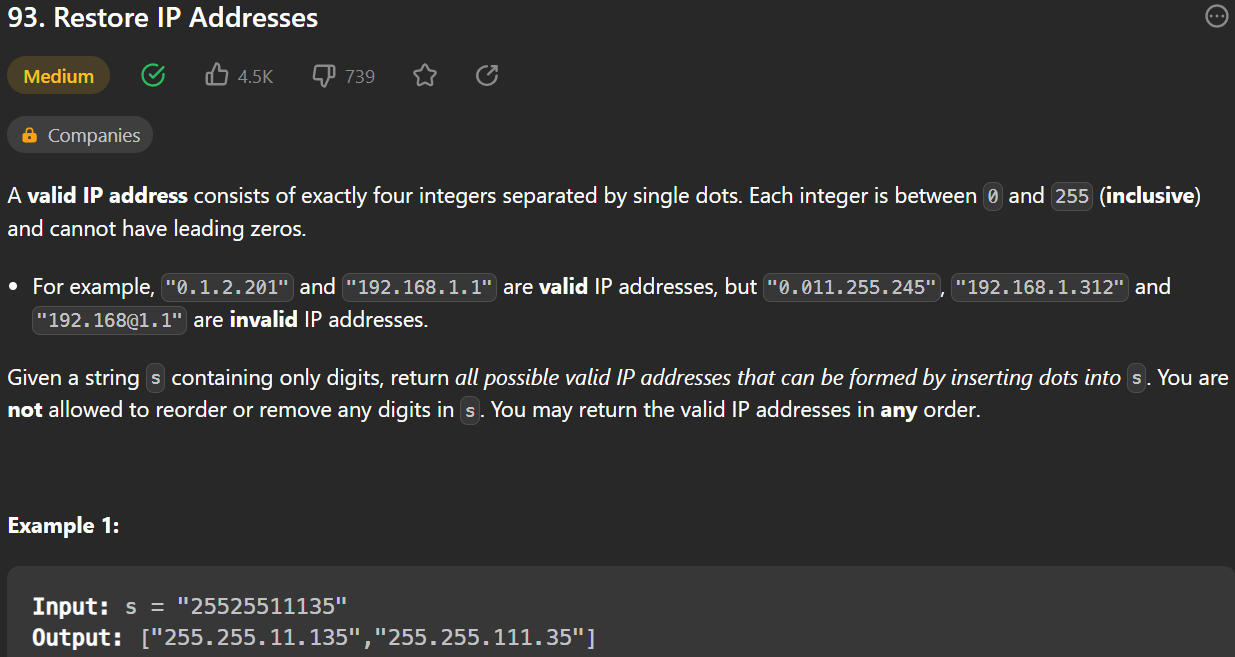 93. Restore IP Addresses
Medium 4.5K 739
Companies
A valid IP address consists of exactly four integers separated by single dots. Each integer is between 0 and 255 (inclusive)
and cannot have leading zeros.
• For example, "0.1.2.201" and "192.168.1.1" are valid IP addresses, but "0.011.255.245", "192.168.1.312" and
"192.168@1.1" are invalid IP addresses.
Given a string s containing only digits, return all possible valid IP addresses that can be formed by inserting dots into s. You are
not allowed to reorder or remove any digits in s. You may return the valid IP addresses in any order.
Example 1:
Input: s = "25525511135"
Output: ["255.255.11.135","255.255.111.35"]